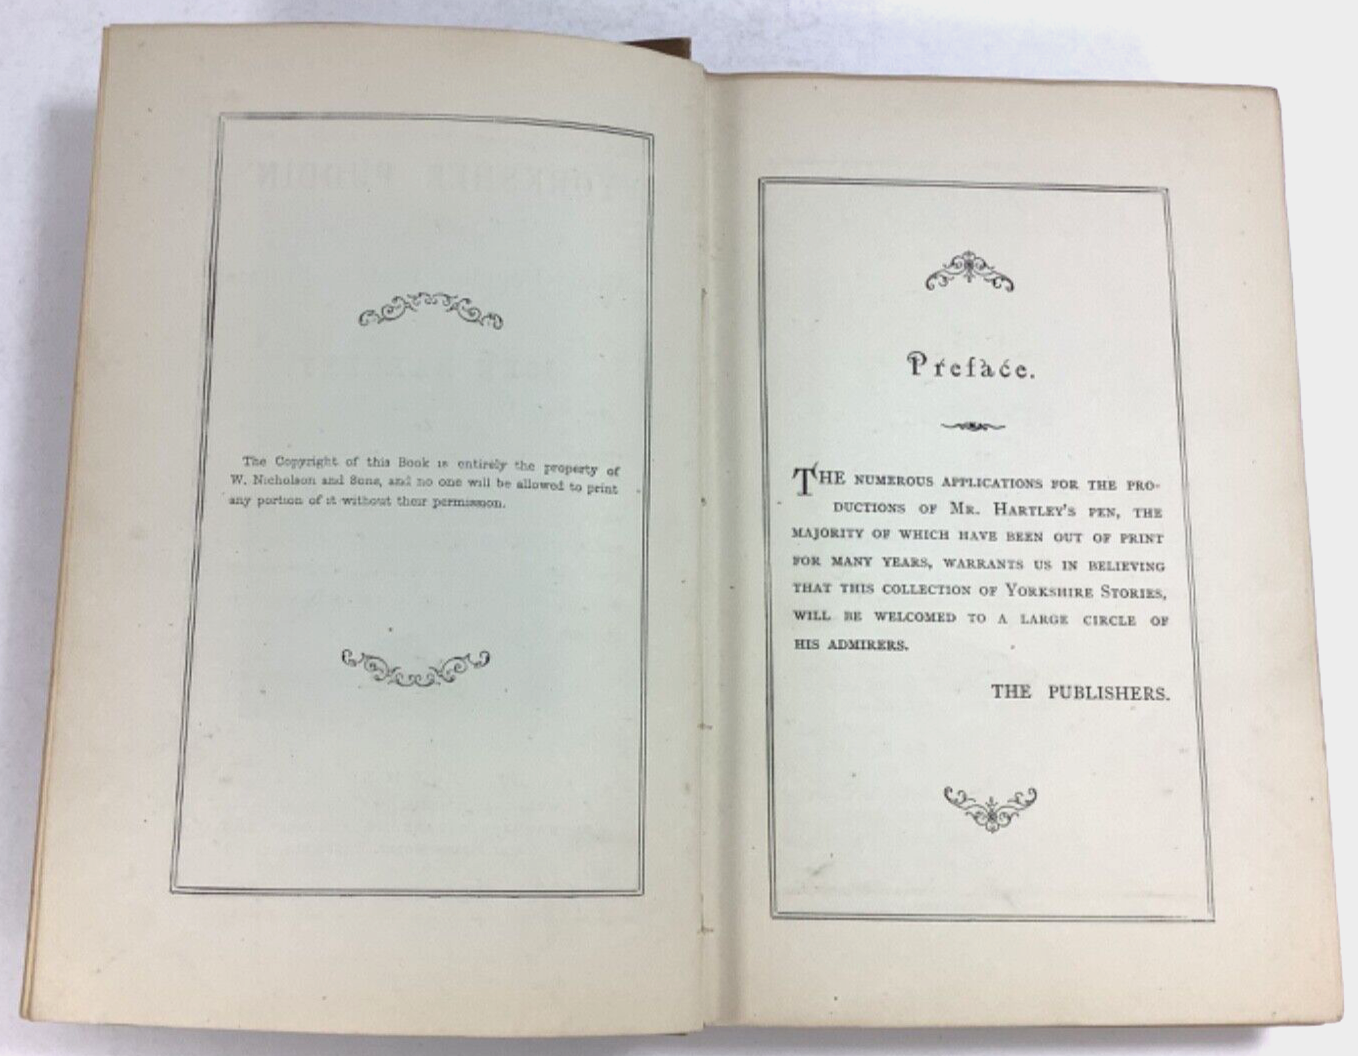 The Copyright of this Book is entirely the property of
W. Nicholson and Sons, and no one will be allowed to print
any portion of it without their permission.
Preface.
THE NUMEROUS APPLICATIONS FOR THE PRO-
DUCTIONS OF MR. HARTLEY'S PEN, THE
MAJORITY OF WHICH HAVE BEEN OUT OF PRINT
FOR MANY YEARS, WARRANTS US IN BELIEVING
THAT THIS COLLECTION OF YORKSHIRE STORIES,
WILL BE WELCOMED TO A LARGE CIRCLE OF
HIS ADMIRERS.
THE PUBLISHERS.